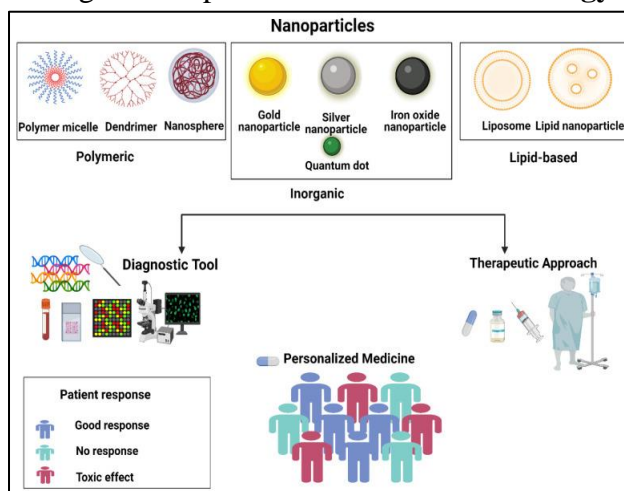 Nanoparticles
Polymer micelle Dendrimer Nanosphere
Polymeric
Gold nanoparticle
Silver nanoparticle
Iron oxide nanoparticle
Quantum dot
Inorganic
Liposome Lipid nanoparticle
Lipid-based
Diagnostic Tool
Therapeutic Approach
Personalized Medicine
Patient response
Good response
No response
Toxic effect